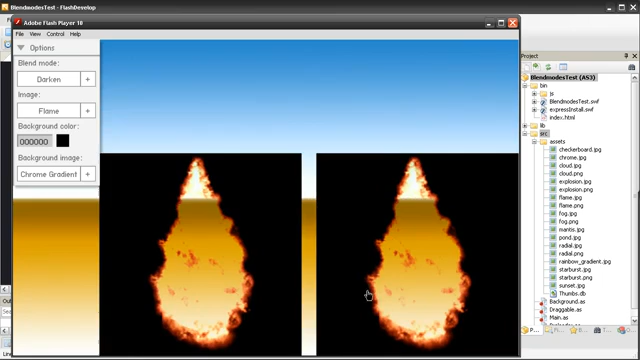 BlendmodesTest - FlashDevelop
Adobe Flash Player 10
File View Control Help
Options
Blend mode:
Darken +
Image:
Flame +
Background color:
000000
Background image:
Chrome Gradient +
Project
BlendmodesTest (AS3)
bin
js
BlendmodesTest.swf
expressInstall.swf
index.html
lib
src
assets
checkerboard.jpg
chrome.jpg
cloud.jpg
cloud.png
explosion.jpg
explosion.png
flame.jpg
flame.png
fog.jpg
fog.png
mantis.jpg
pond.jpg
radial.jpg
radial.png
rainbow_gradient.jpg
starburst.jpg
starburst.png
sunset.jpg
Thumbs.db
Background.as
Draggable.as
Main.as